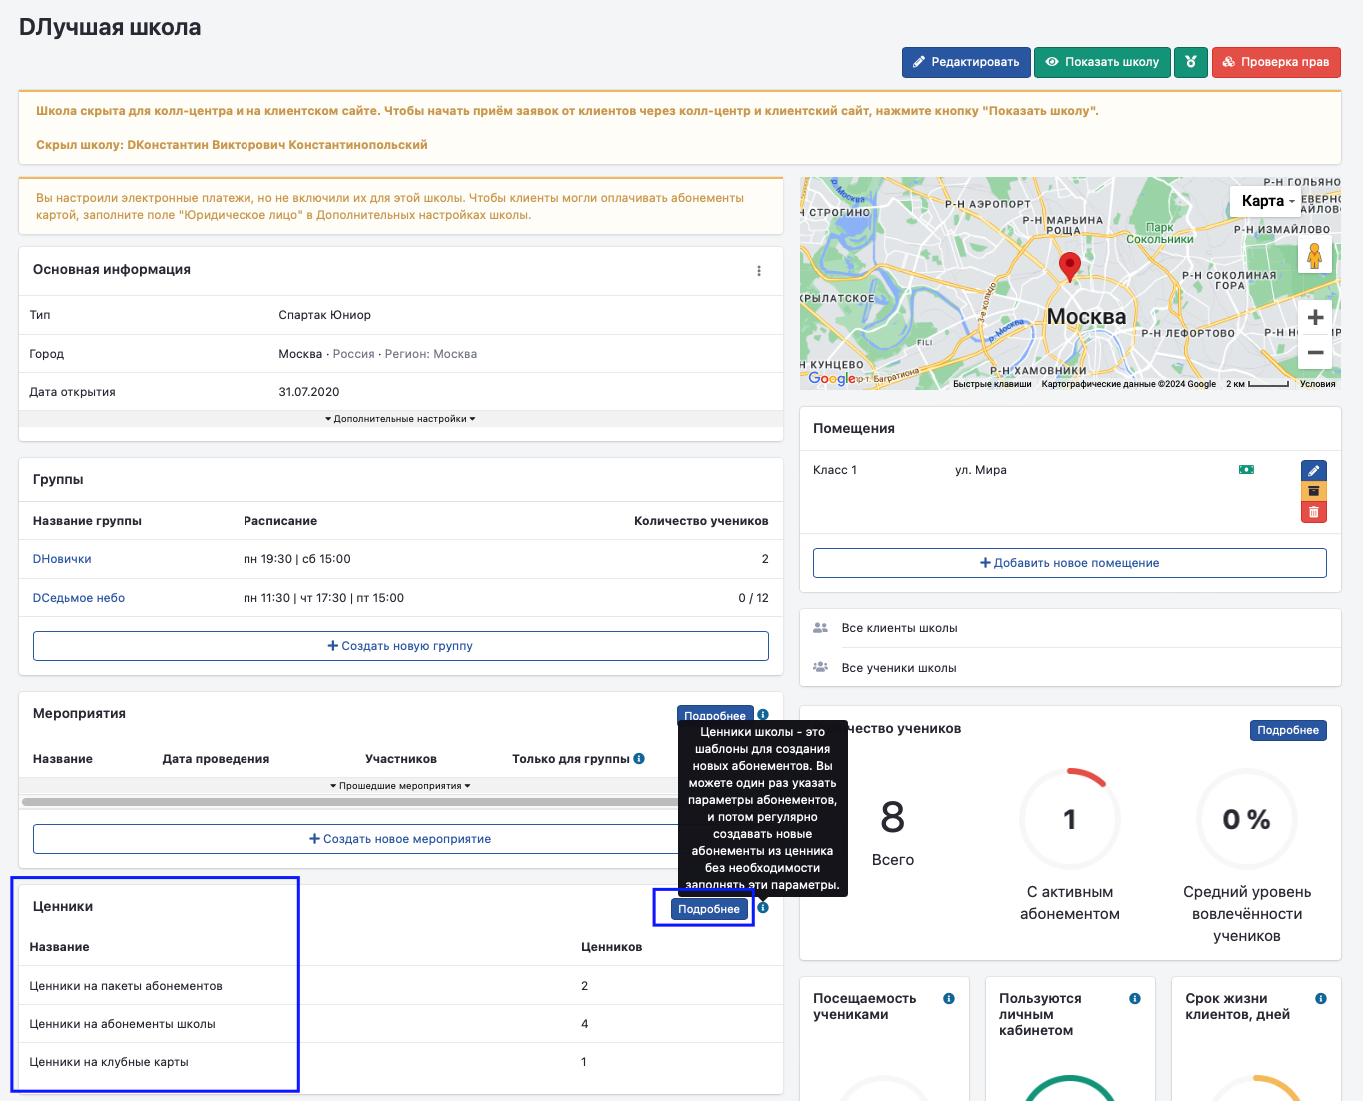 DЛучшая школа
Редактировать
Показать школу
Проверка прав
Школа скрыта для колл-центра и на клиентском сайте. Чтобы начать приём заявок от клиентов через колл-центр и клиентский сайт, нажмите кнопку "Показать школу".
Скрыл школу: DКонстантин Викторович Константинопольский
Вы настроили электронные платежи, но не включили их для этой школы. Чтобы клиенты могли оплачивать абонементы
картой, заполните поле "Юридическое лицо" в Дополнительных настройках школы.
Основная информация
Тип Спартак Юниор
Город Москва · Россия · Регион: Москва
Дата открытия 31.07.2020
Дополнительные настройки
Группы
Название группы Расписание Количество учеников
DНовички пн 19:30 | сб 15:00 2
DСедьмое небо пн 11:30 | чт 17:30 | пт 15:00 0 / 12
Создать новую группу
Мероприятия Подробнее
Название Дата проведения Участников Только для группы
Прошедшие мероприятия
Создать новое мероприятие
Ценники школы - это
шаблоны для создания
новых абонементов. Вы
можете один раз указать
параметры абонементов,
и потом регулярно
создавать новые
абонементы из ценника
без необходимости
заполнять эти параметры.
Ценники Подробнее
Название Ценников
Ценники на пакеты абонементов 2
Ценники на абонементы школы 4
Ценники на клубные карты 1
Р-Н ГОЛЬЯНО
Карта
Н СТРОГИНО
Р-Н АЭРОПОРТ
Р-Н МАРЬИНА
РОЩА
Парк
Сокольники
Р-Н ИЗМАЙЛОВО
Р-Н СОКОЛИНАЯ
ГОРА
КРЫЛАТСКОЕ
3-е кольцо
Москва
р. Москва
FILI
Р-Н ЛЕФОРТОВО
Н КУНЦЕВО
Р-Н ХАМОВНИКИ
пр-т. Багратиона
Google
Быстрые клавиши Картографические данные ©2024 Google 2 км Условия
Помещения
Класс 1 ул. Мира
Добавить новое помещение
Все клиенты школы
Все ученики школы
чество учеников Подробнее
8
Всего
1
С активным
абонементом
0 %
Средний уровень
вовлечённости
учеников
Посещаемость
учениками
Пользуются
личным
кабинетом
Срок жизни
клиентов, дней